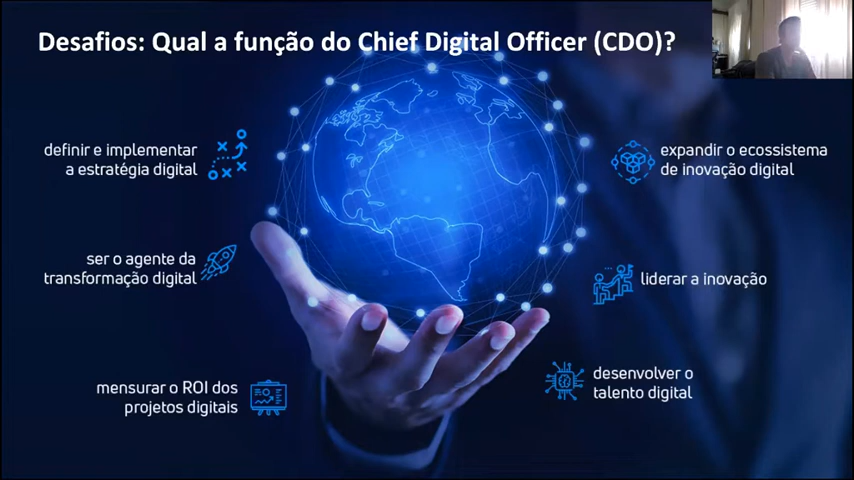 Desafios: Qual a função do Chief Digital Officer (CDO)?
definir e implementar
a estratégia digital
ser o agente da
transformação digital
mensurar o ROI dos
projetos digitais
expandir o ecossistema
de inovação digital
liderar a inovação
desenvolver o
talento digital